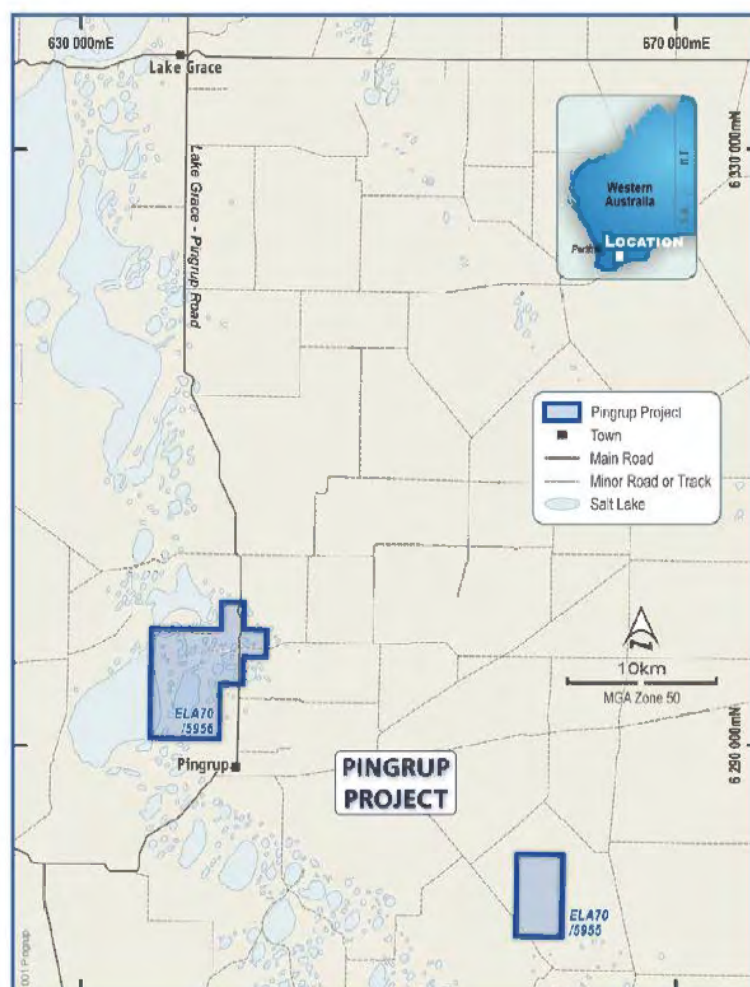 630 000mE
670 000mE
Lake Grace
Lake Grace - Pingrup Road
6 330 000mN
Western
Australia
W.A.
Perth
LOCATION
Pingrup Project
Town
Main Road
Minor Road or Track
Salt Lake
10km
MGA Zone 50
ELA70
/5956
Pingrup
6 290 000mN
PINGRUP
PROJECT
ELA70
/5955
001 Pingrup